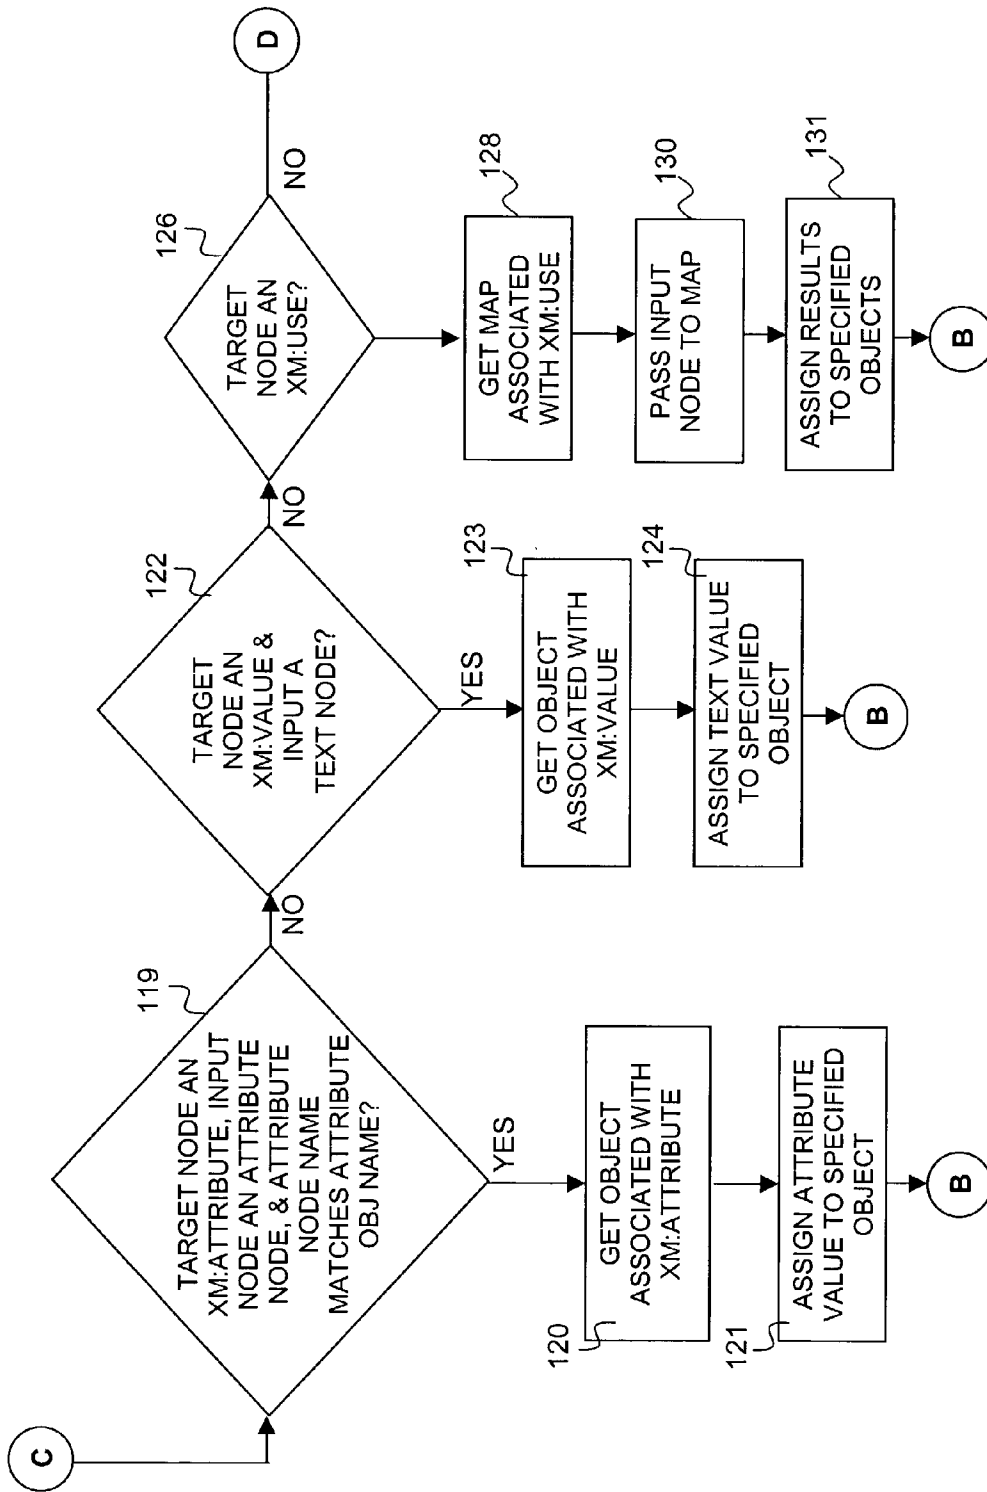 C
119
TARGET NODE AN
XM:ATTRIBUTE, INPUT
NODE AN ATTRIBUTE
NODE, & ATTRIBUTE
NODE NAME
MATCHES ATTRIBUTE
OBJ NAME?
NO
YES
120
GET OBJECT
ASSOCIATED WITH
XM:ATTRIBUTE
121
ASSIGN ATTRIBUTE
VALUE TO SPECIFIED
OBJECT
B
122
TARGET
NODE AN
XM:VALUE &
INPUT A
TEXT NODE?
NO
YES
123
GET OBJECT
ASSOCIATED WITH
XM:VALUE
124
ASSIGN TEXT VALUE
TO SPECIFIED
OBJECT
B
126
TARGET
NODE AN
XM:USE?
NO
D
128
GET MAP
ASSOCIATED
WITH XM:USE
130
PASS INPUT
NODE TO MAP
131
ASSIGN RESULTS
TO SPECIFIED
OBJECTS
B